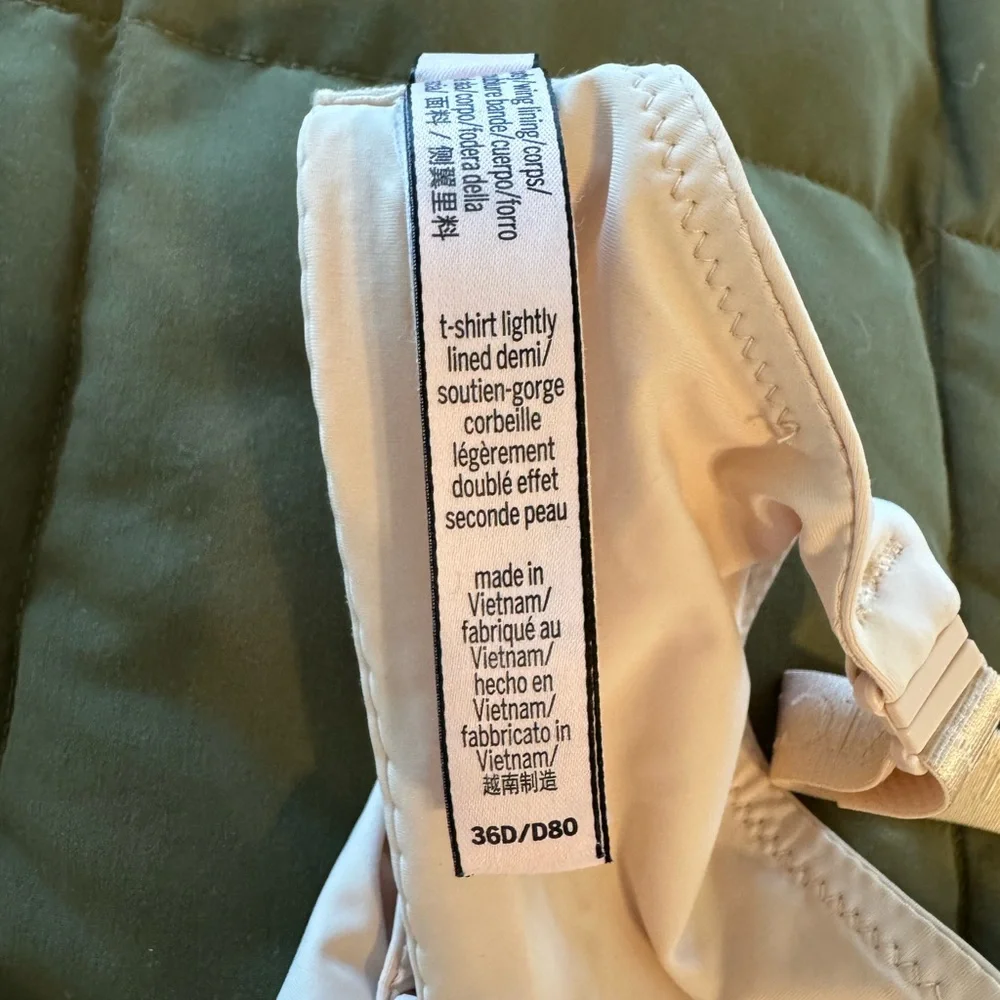 wing lining/corps/
bande/cuerpo/forro
corpo/fodera della
面料 / 侧翼里料
t-shirt lightly
lined demi/
soutien-gorge
corbeille
légèrement
doublé effet
seconde peau
made in
Vietnam/
fabriqué au
Vietnam/
hecho en
Vietnam/
fabbricato in
Vietnam/
越南制造
36D/D80